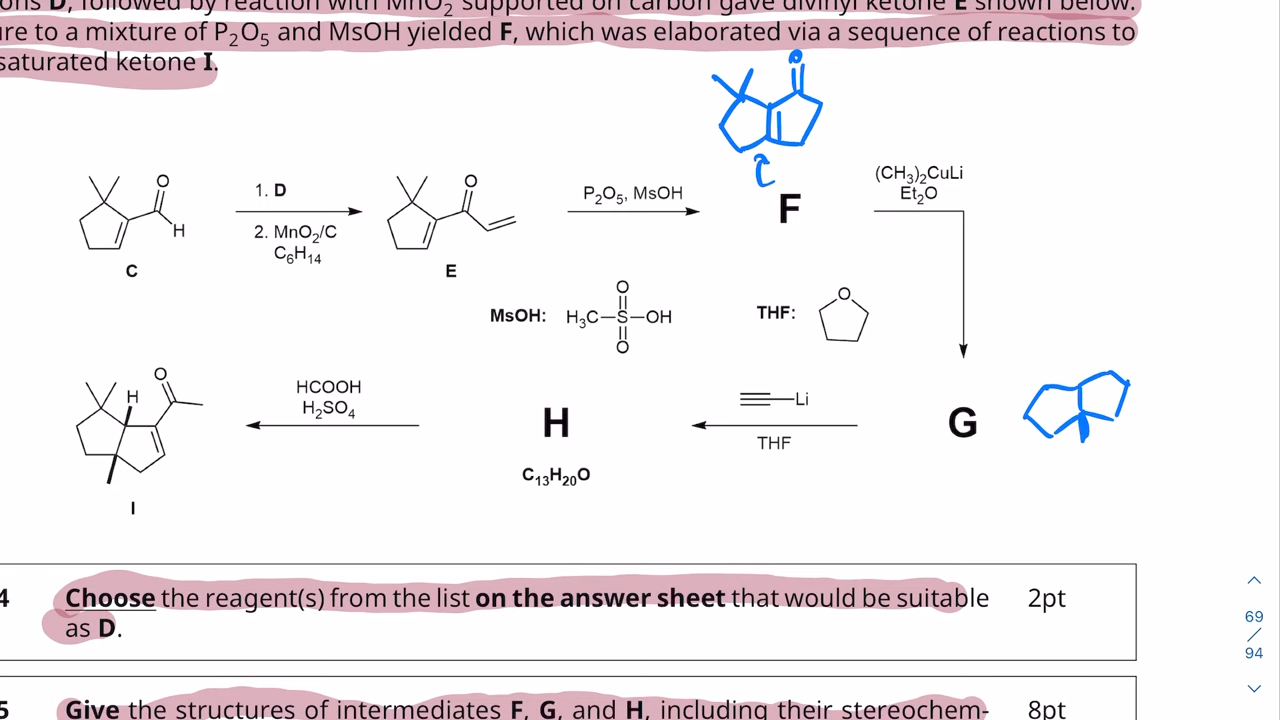 ons D, followed by reaction with MnO₂ supported on carbon gave divinyl ketone E shown below.
ure to a mixture of P₂O₅ and MsOH yielded F, which was elaborated via a sequence of reactions to
saturated ketone I.
O
O
H
C
1. D
2. MnO₂/C
C₆H₁₄
O
E
P₂O₅, MsOH
F
(CH₃)₂CuLi
Et₂O
MsOH:
O
H₃C—S—OH
O
THF:
O
O
H
I
HCOOH
H₂SO₄
H
C₁₃H₂₀O
Li
THF
G
4 Choose the reagent(s) from the list on the answer sheet that would be suitable 2pt
as D.
5 Give the structures of intermediates F, G, and H, including their stereochem- 8pt
69
/
94